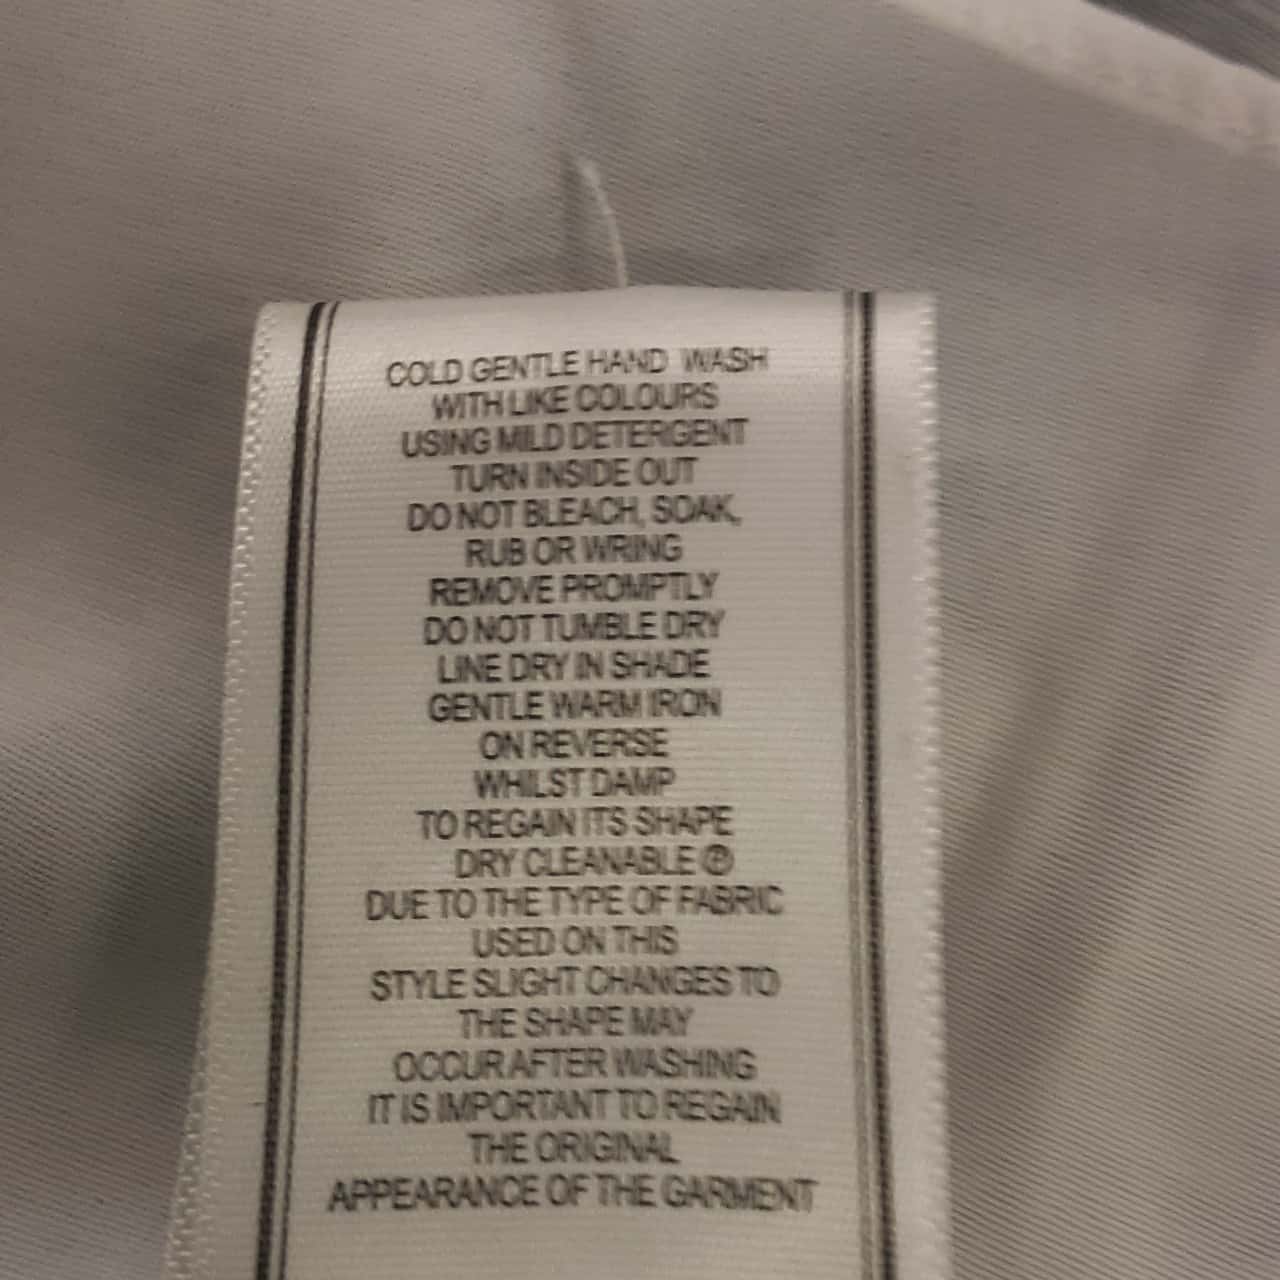 COLD GENTLE HAND WASH
WITH LIKE COLOURS
USING MILD DETERGENT
TURN INSIDE OUT
DO NOT BLEACH, SOAK,
RUB OR WRING
REMOVE PROMPTLY
DO NOT TUMBLE DRY
LINE DRY IN SHADE
GENTLE WARM IRON
ON REVERSE
WHILST DAMP
TO REGAIN ITS SHAPE
DRY CLEANABLE Ⓟ
DUE TO THE TYPE OF FABRIC
USED ON THIS
STYLE SLIGHT CHANGES TO
THE SHAPE MAY
OCCUR AFTER WASHING
IT IS IMPORTANT TO REGAIN
THE ORIGINAL
APPEARANCE OF THE GARMENT